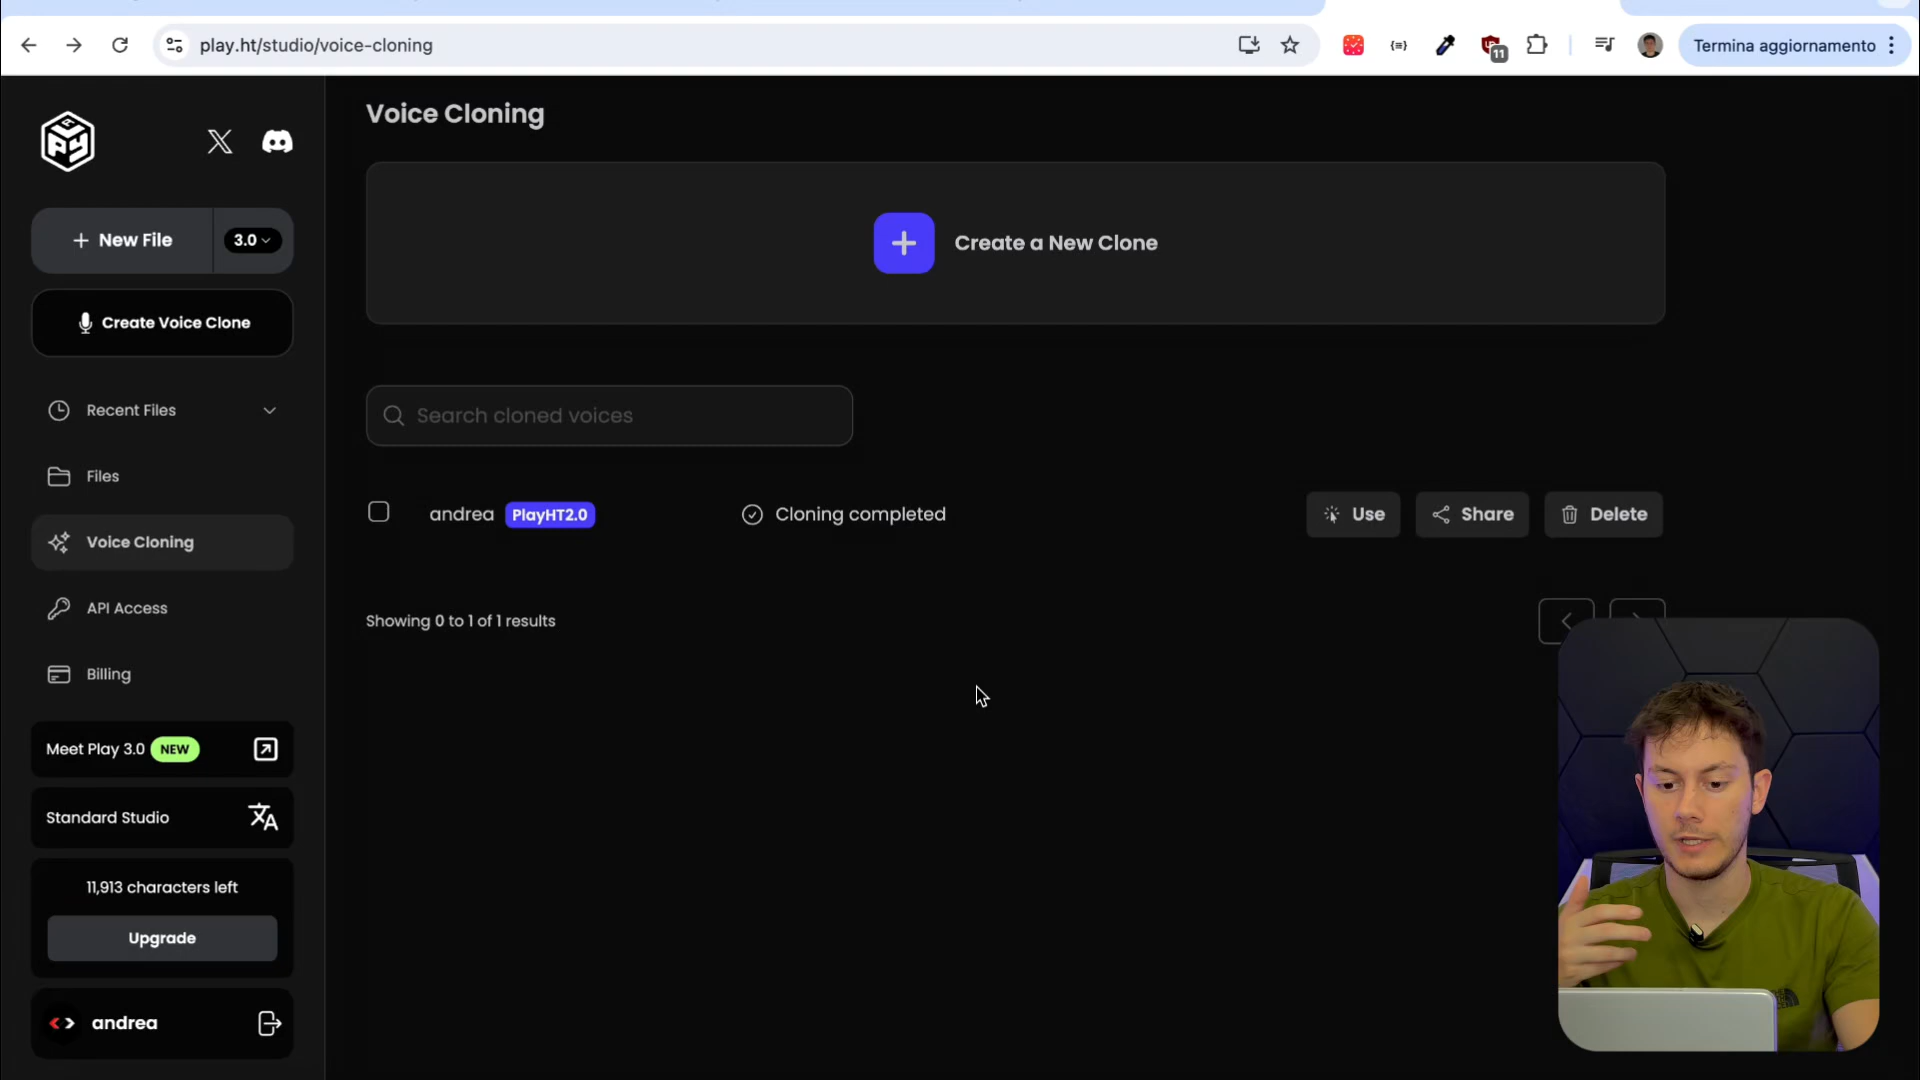 play.ht/studio/voice-cloning
11
Termina aggiornamento
Voice Cloning
New File
3.0
Create a New Clone
Create Voice Clone
Recent Files
Search cloned voices
Files
andrea
PlayHT2.0
Cloning completed
Use
Share
Delete
Voice Cloning
API Access
Showing 0 to 1 of 1 results
Billing
Meet Play 3.0
NEW
Standard Studio
11,913 characters left
Upgrade
andrea